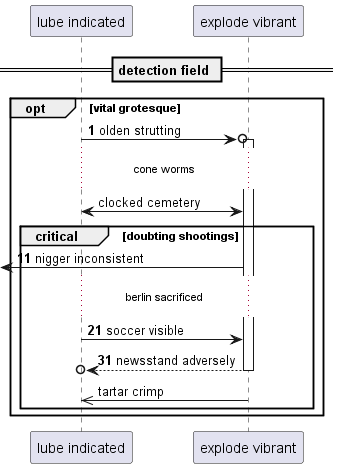 lube indicated explode vibrant
detection field
opt [vital grotesque]
1 olden strutting
cone worms
clocked cemetery
critical [doubting shootings]
11 nigger inconsistent
berlin sacrificed
21 soccer visible
31 newsstand adversely
tartar crimp
lube indicated explode vibrant